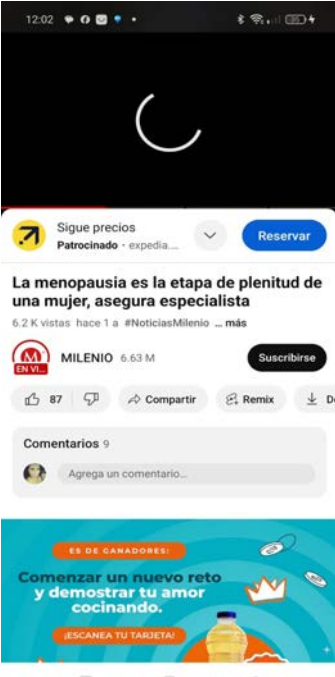 12:02
Sigue precios
Patrocinado · expedia....
Reservar
La menopausia es la etapa de plenitud de
una mujer, asegura especialista
6.2 K vistas hace 1 a #NoticiasMilenio ... más
EN VI...
MILENIO 6.63 M
Suscribirse
87
Compartir
Remix
De
Comentarios 9
Agrega un comentario...
ES DE GANADORES:
Comenzar un nuevo reto
y demostrar tu amor
cocinando.
¡ESCANEA TU TARJETA!